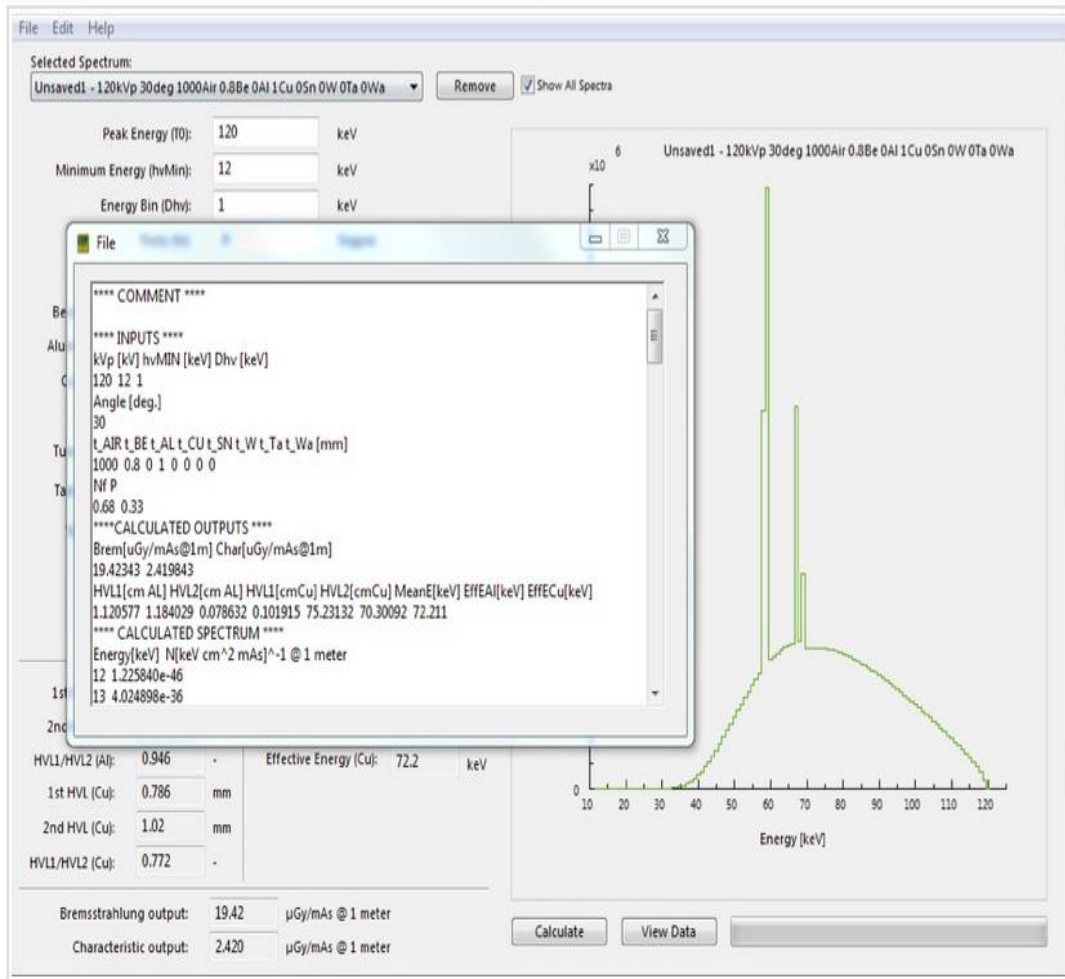 File Edit Help
Selected Spectrum:
Unsaved1 - 120kVp 30deg 1000Air 0.8Be 0Al 1Cu 0Sn 0W 0Ta 0Wa
Remove
Show All Spectra
Peak Energy (T0): 120 keV
Minimum Energy (hvMin): 12 keV
Energy Bin (Dhv): 1 keV
File
**** COMMENT ****
**** INPUTS ****
kVp [kV] hvMIN [keV] Dhv [keV]
120 12 1
Angle [deg.]
30
t_AIR t_BE t_AL t_CU t_SN t_W t_Ta t_Wa [mm]
1000 0.8 0 1 0 0 0 0
Nf P
0.68 0.33
****CALCULATED OUTPUTS ****
Brem[uGy/mAs@1m] Char[uGy/mAs@1m]
19.42343 2.419843
HVL1[cm AL] HVL2[cm AL] HVL1[cmCu] HVL2[cmCu] MeanE[keV] EffEAl[keV] EffECu[keV]
1.120577 1.184029 0.078632 0.101915 75.23132 70.30092 72.211
**** CALCULATED SPECTRUM ****
Energy[keV] N[keV cm^2 mAs]^-1 @ 1 meter
12 1.225840e-46
13 4.024898e-36
Be
Alu
C
Tu
Ta
1st
2nd
HVL1/HVL2 (Al): 0.946 -
Effective Energy (Cu): 72.2 keV
1st HVL (Cu): 0.786 mm
2nd HVL (Cu): 1.02 mm
HVL1/HVL2 (Cu): 0.772 -
Bremsstrahlung output: 19.42 µGy/mAs @ 1 meter
Characteristic output: 2.420 µGy/mAs @ 1 meter
x10 6
Unsaved1 - 120kVp 30deg 1000Air 0.8Be 0Al 1Cu 0Sn 0W 0Ta 0Wa
0
10 20 30 40 50 60 70 80 90 100 110 120
Energy [keV]
Calculate
View Data